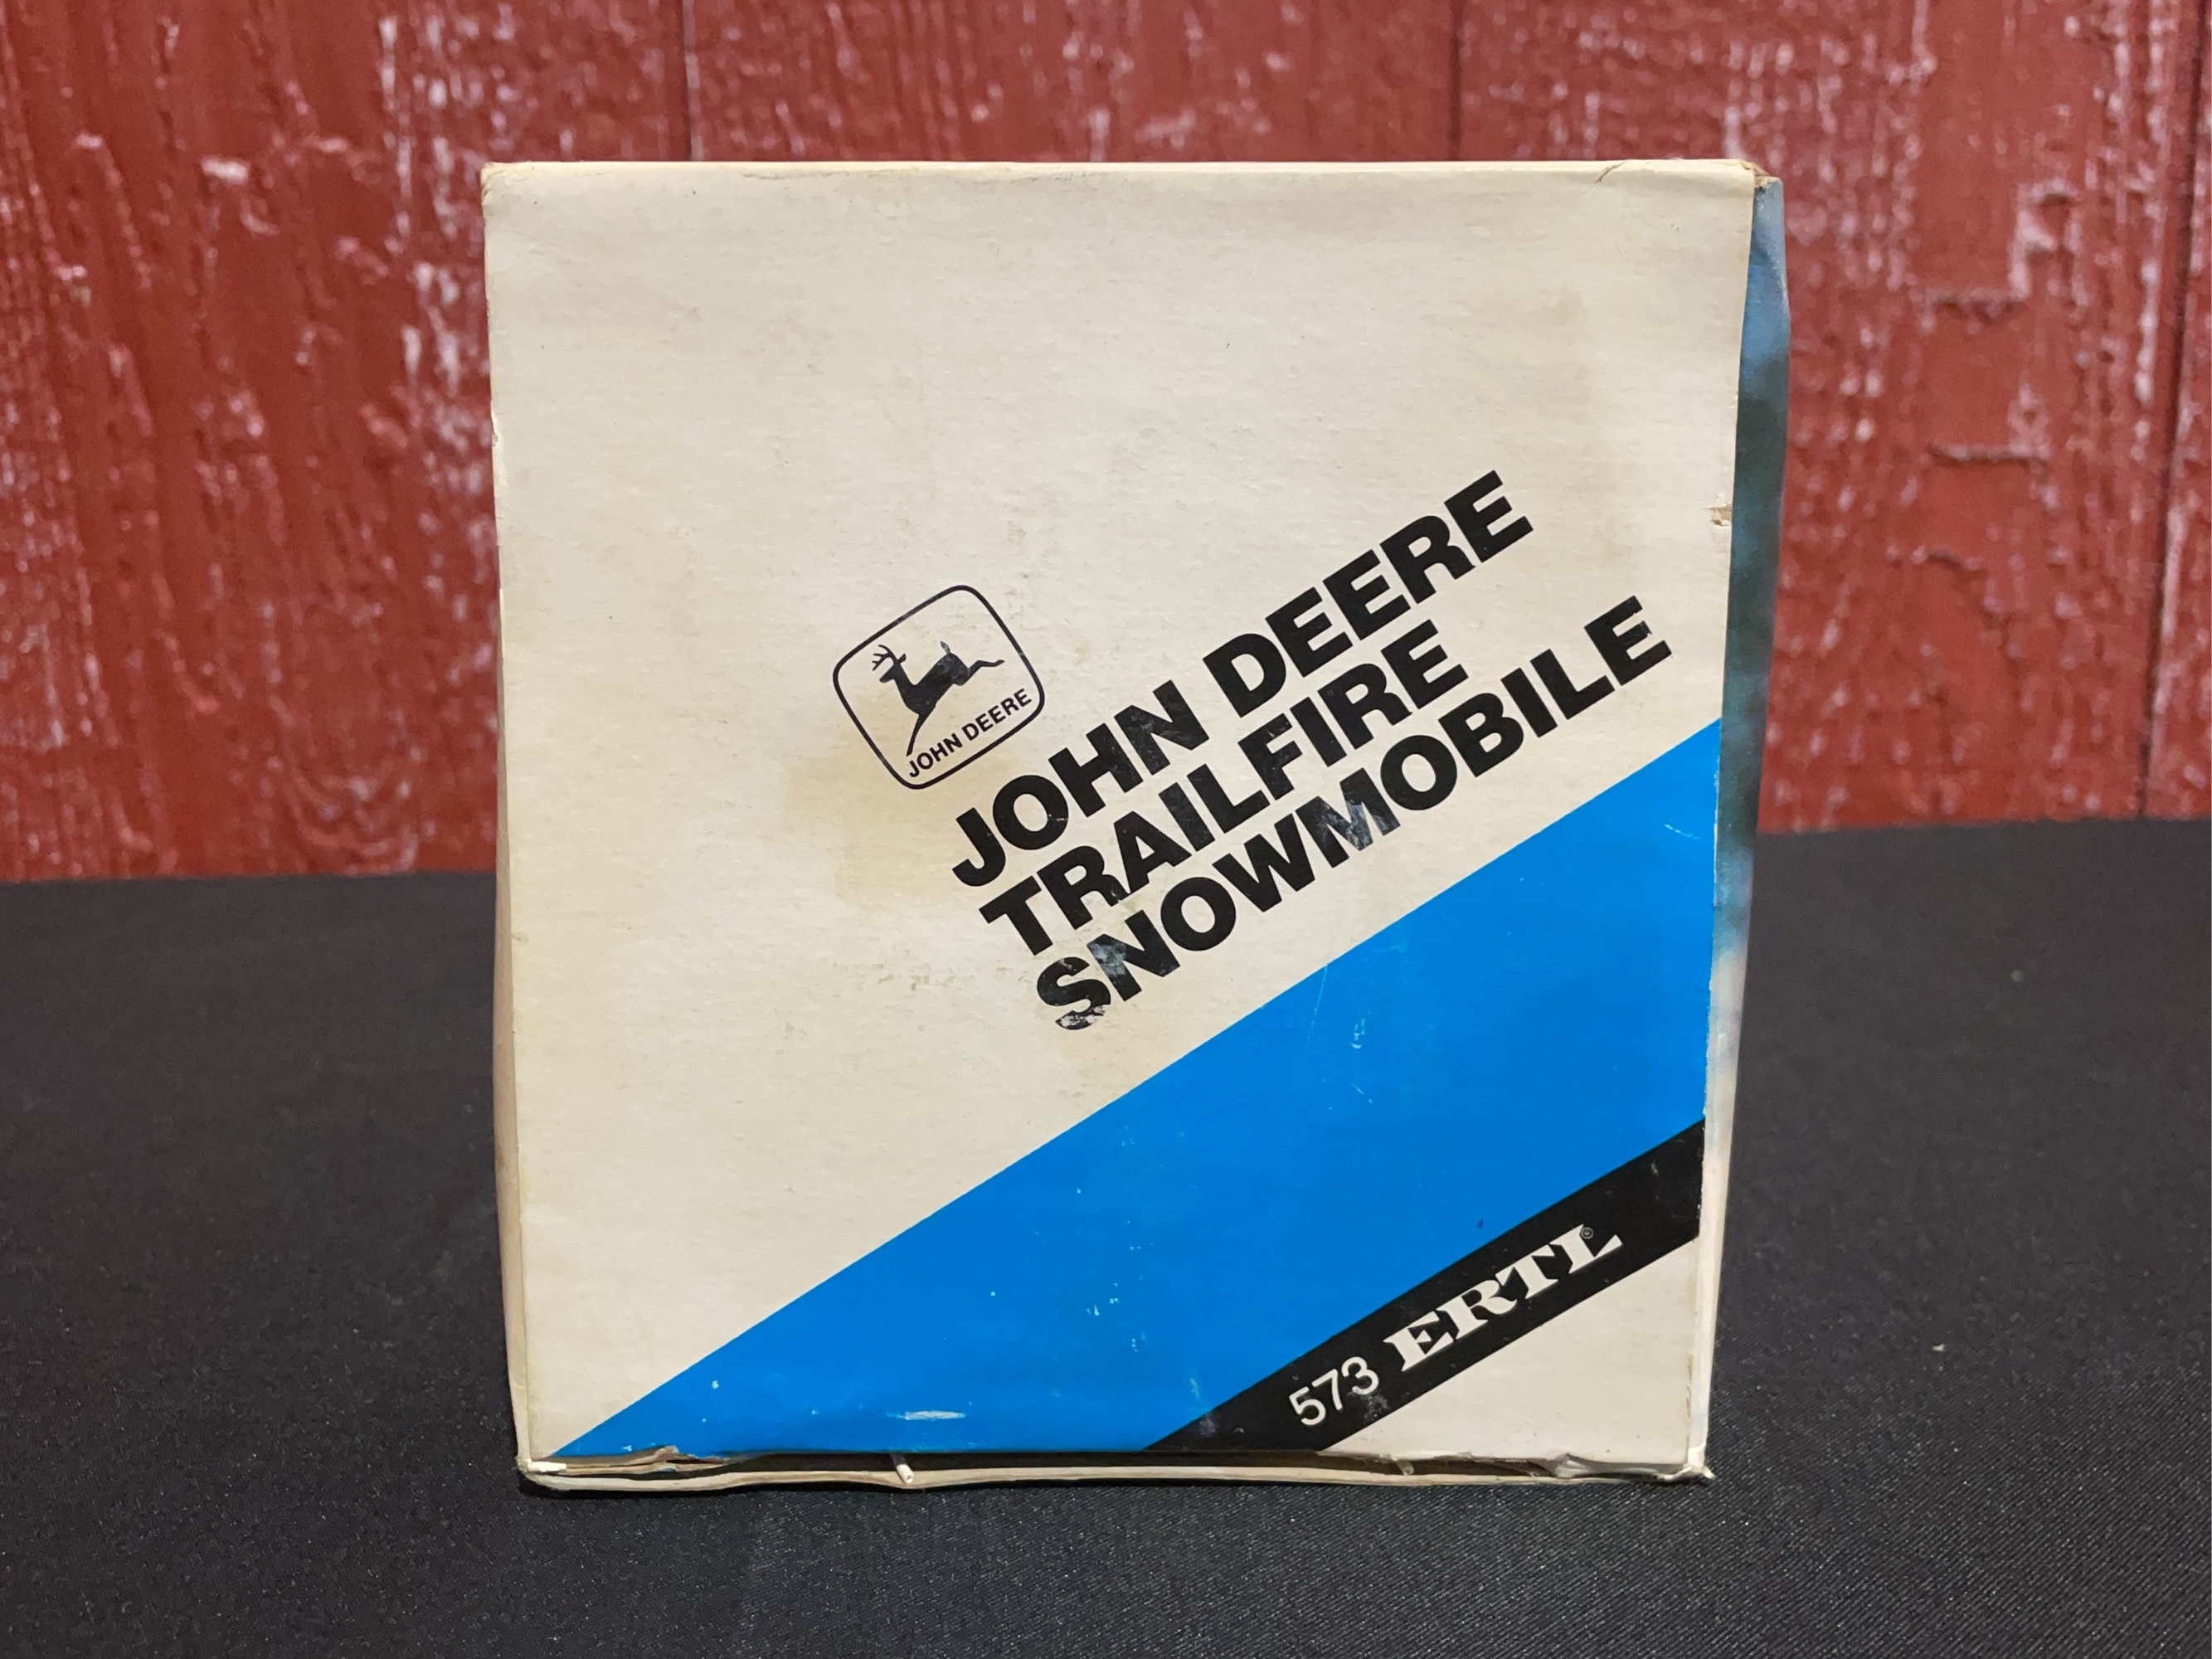 JOHN DEERE
JOHN DEERE
TRAILFIRE
SNOWMOBILE
573 ERTL®